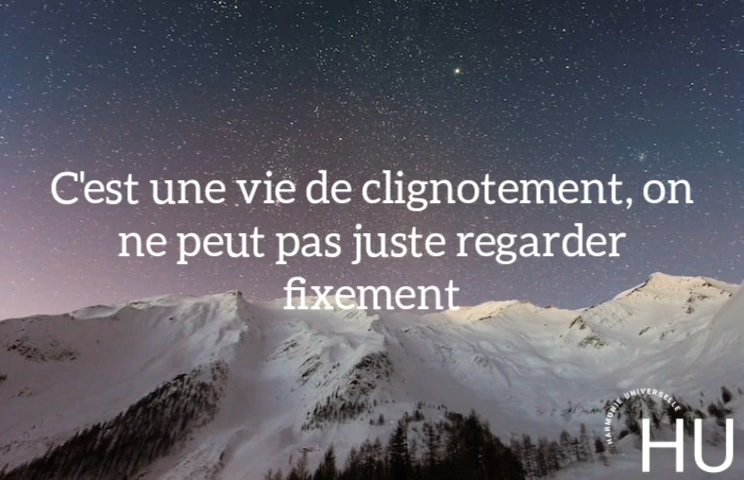 C'est une vie de clignotement, on
ne peut pas juste regarder
fixement
HARMONIE UNIVERSELLE
HU